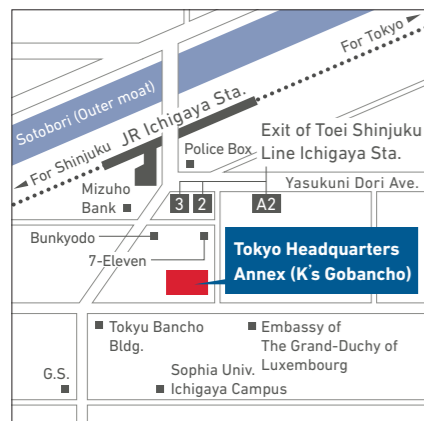 For Tokyo
Sotobori (Outer moat)
JR Ichigaya Sta.
For Shinjuku
Police Box
Exit of Toei Shinjuku
Line Ichigaya Sta.
Mizuho
Bank
Yasukuni Dori Ave.
3
2
A2
Bunkyodo
7-Eleven
Tokyo Headquarters
Annex (K's Gobancho)
Tokyu Bancho
Bldg.
Embassy of
The Grand-Duchy of
Luxembourg
G.S.
Sophia Univ.
Ichigaya Campus